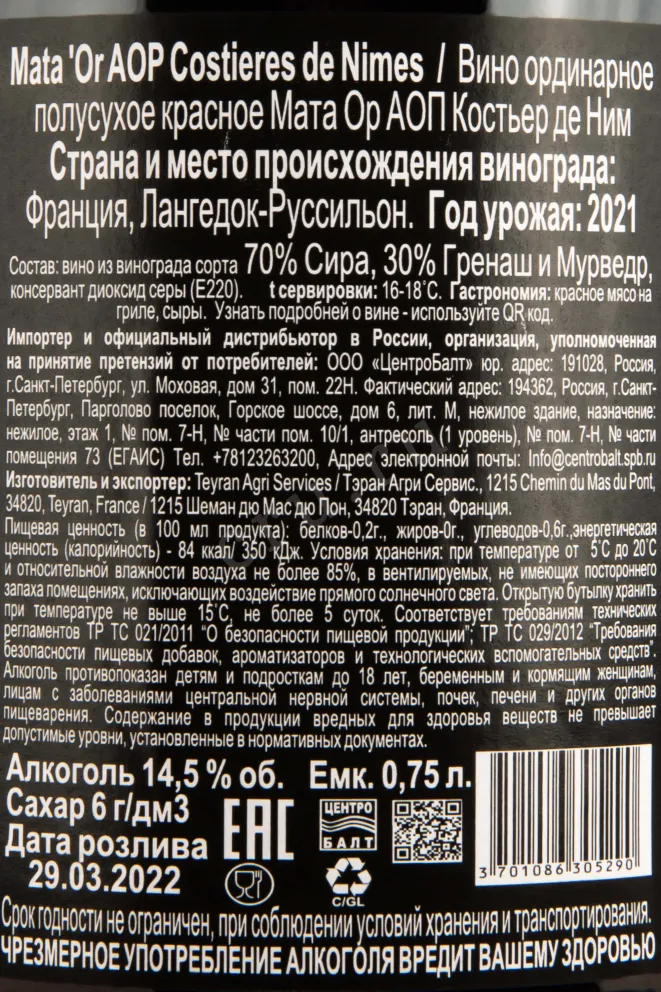 Mata 'Or AOP Costieres de Nimes / Вино ординарное
полусухое красное Мата Ор АОП Костьер де Ним
Страна и место происхождения винограда:
Франция, Лангедок-Руссильон. Год урожая: 2021
Состав: вино из винограда сорта 70% Сира, 30% Гренаш и Мурведр,
консервант диоксид серы (Е220). t сервировки: 16-18˚С. Гастрономия: красное мясо на
гриле, сыры. Узнать подробней о вине - используйте QR код.
Импортер и официальный дистрибьютор в России, организация, уполномоченная
на принятие претензий от потребителей: ООО «ЦентроБалт» юр. адрес: 191028, Россия,
г.Санкт-Петербург, ул. Моховая, дом 31, пом. 22Н. Фактический адрес: 194362, Россия, г.Санкт-
Петербург, Парголово поселок, Горское шоссе, дом 6, лит. М, нежилое здание, назначение:
нежилое, этаж 1, № пом. 7-Н, № части пом. 10/1, антресоль (1 уровень), № пом. 7-Н, № части
помещения 73 (ЕГАИС) Тел. +78123263200, Адрес электронной почты: Info@centrobalt.spb.ru
Изготовитель и экспортер: Teyran Agri Services / Тэран Агри Сервис., 1215 Chemin du Mas du Pont,
34820, Teyran, France / 1215 Шеман дю Мас дю Пон, 34820 Тэран, Франция.
Пищевая ценность (в 100 мл продукта): белков-0,2г., жиров-0г., углеводов-0,6г.,энергетическая
ценность (калорийность) - 84 ккал/ 350 кДж. Условия хранения: при температуре от 5˚С до 20˚С
и относительной влажности воздуха не более 85%, в вентилируемых, не имеющих постороннего
запаха помещениях, исключающих воздействие прямого солнечного света. Открытую бутылку хранить
при температуре не выше 15˚С, не более 5 суток. Соответствует требованиям технических
регламентов ТР ТС 021/2011 "О безопасности пищевой продукции"; ТР ТС 029/2012 "Требования
безопасности пищевых добавок, ароматизаторов и технологических вспомогательных средств".
Алкоголь противопоказан детям и подросткам до 18 лет, беременным и кормящим женщинам,
лицам с заболеваниями центральной нервной системы, почек, печени и других органов
пищеварения. Содержание в продукции вредных для здоровья веществ не превышает
допустимые уровни, установленные в нормативных документах.
Алкоголь 14,5 % об. Емк. 0,75 л.
Сахар 6 г/дм3
Дата розлива
29.03.2022
EAC
ЦЕНТРО
БАЛТ
C/GL
3 701086 305290
Срок годности не ограничен, при соблюдении условий хранения и транспортирования.
ЧРЕЗМЕРНОЕ УПОТРЕБЛЕНИЕ АЛКОГОЛЯ ВРЕДИТ ВАШЕМУ ЗДОРОВЬЮ